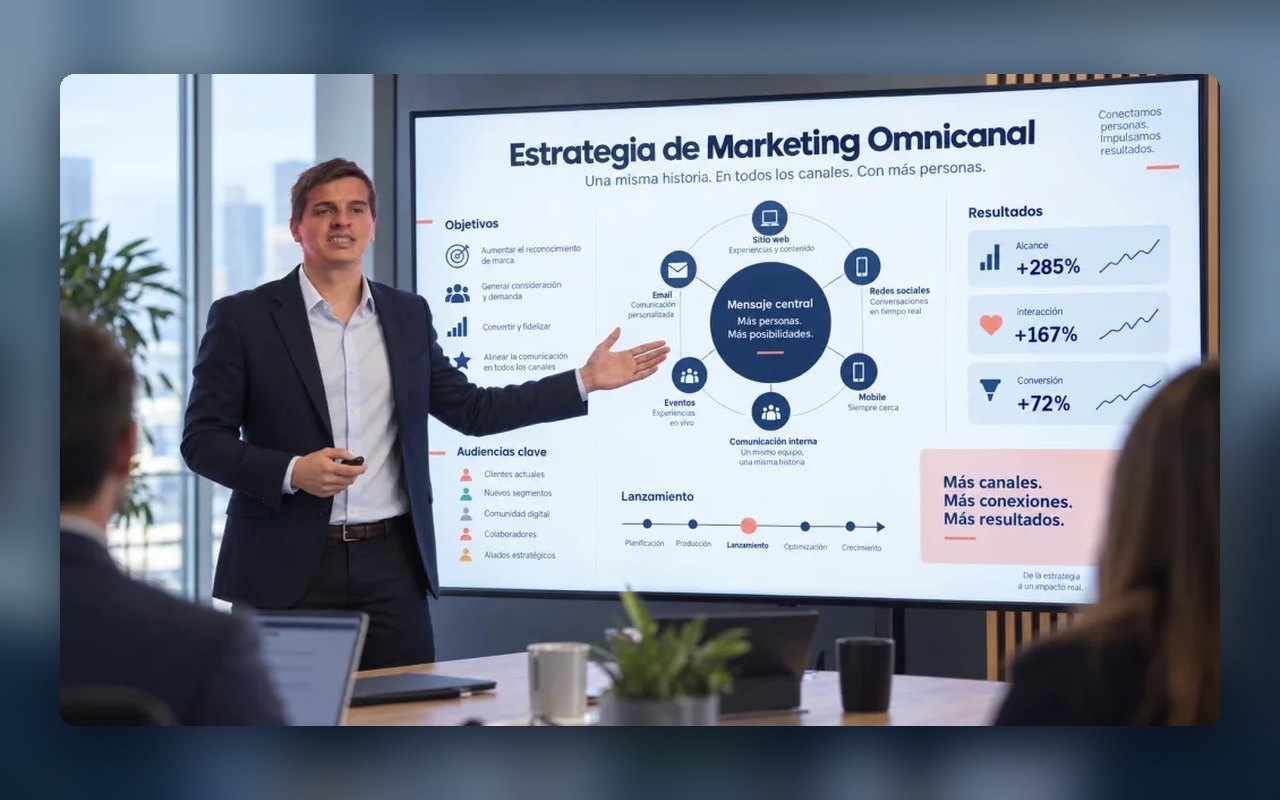 Estrategia de Marketing Omnicanal
Una misma historia. En todos los canales. Con más personas.
Conectamos
personas.
Impulsamos
resultados.
Objetivos
Aumentar el reconocimiento
de marca
Generar consideración
y demanda
Convertir y fidelizar
Alinear la comunicación
en todos los canales
Audiencias clave
Clientes actuales
Nuevos segmentos
Comunidad digital
Colaboradores
Aliados estratégicos
Sitio web
Experiencias y contenido
Email
Comunicación
personalizada
Redes sociales
Conversaciones
en tiempo real
Mensaje central
Más personas.
Más posibilidades.
Eventos
Experiencias
en vivo
Mobile
Siempre cerca
Comunicación interna
Un mismo equipo,
una misma historia
Lanzamiento
Planificación
Producción
Lanzamiento
Optimización
Crecimiento
Resultados
Alcance
+285%
Interacción
+167%
Conversión
+72%
Más canales.
Más conexiones.
Más resultados.
De la estrategia
a un impacto real.